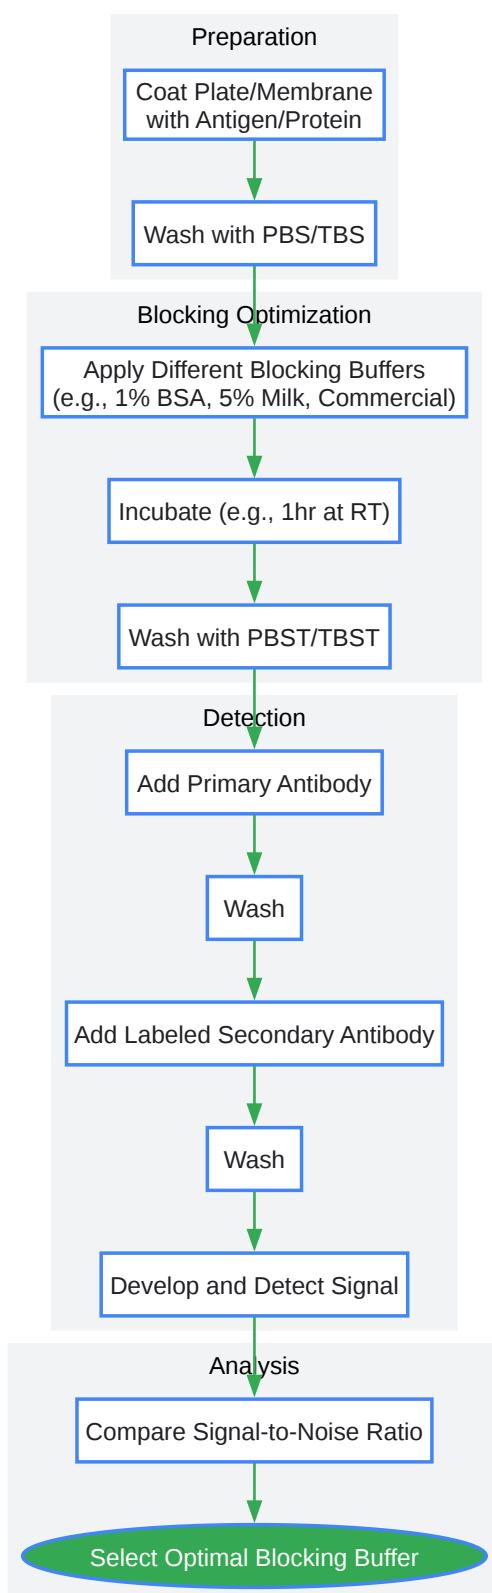 Preparation
Coat Plate/Membrane
with Antigen/Protein
Wash with PBS/TBS
Blocking Optimization
Apply Different Blocking Buffers
(e.g., 1% BSA, 5% Milk, Commercial)
Incubate (e.g., 1hr at RT)
Wash with PBST/TBST
Detection
Add Primary Antibody
Wash
Add Labeled Secondary Antibody
Wash
Develop and Detect Signal
Analysis
Compare Signal-to-Noise Ratio
Select Optimal Blocking Buffer